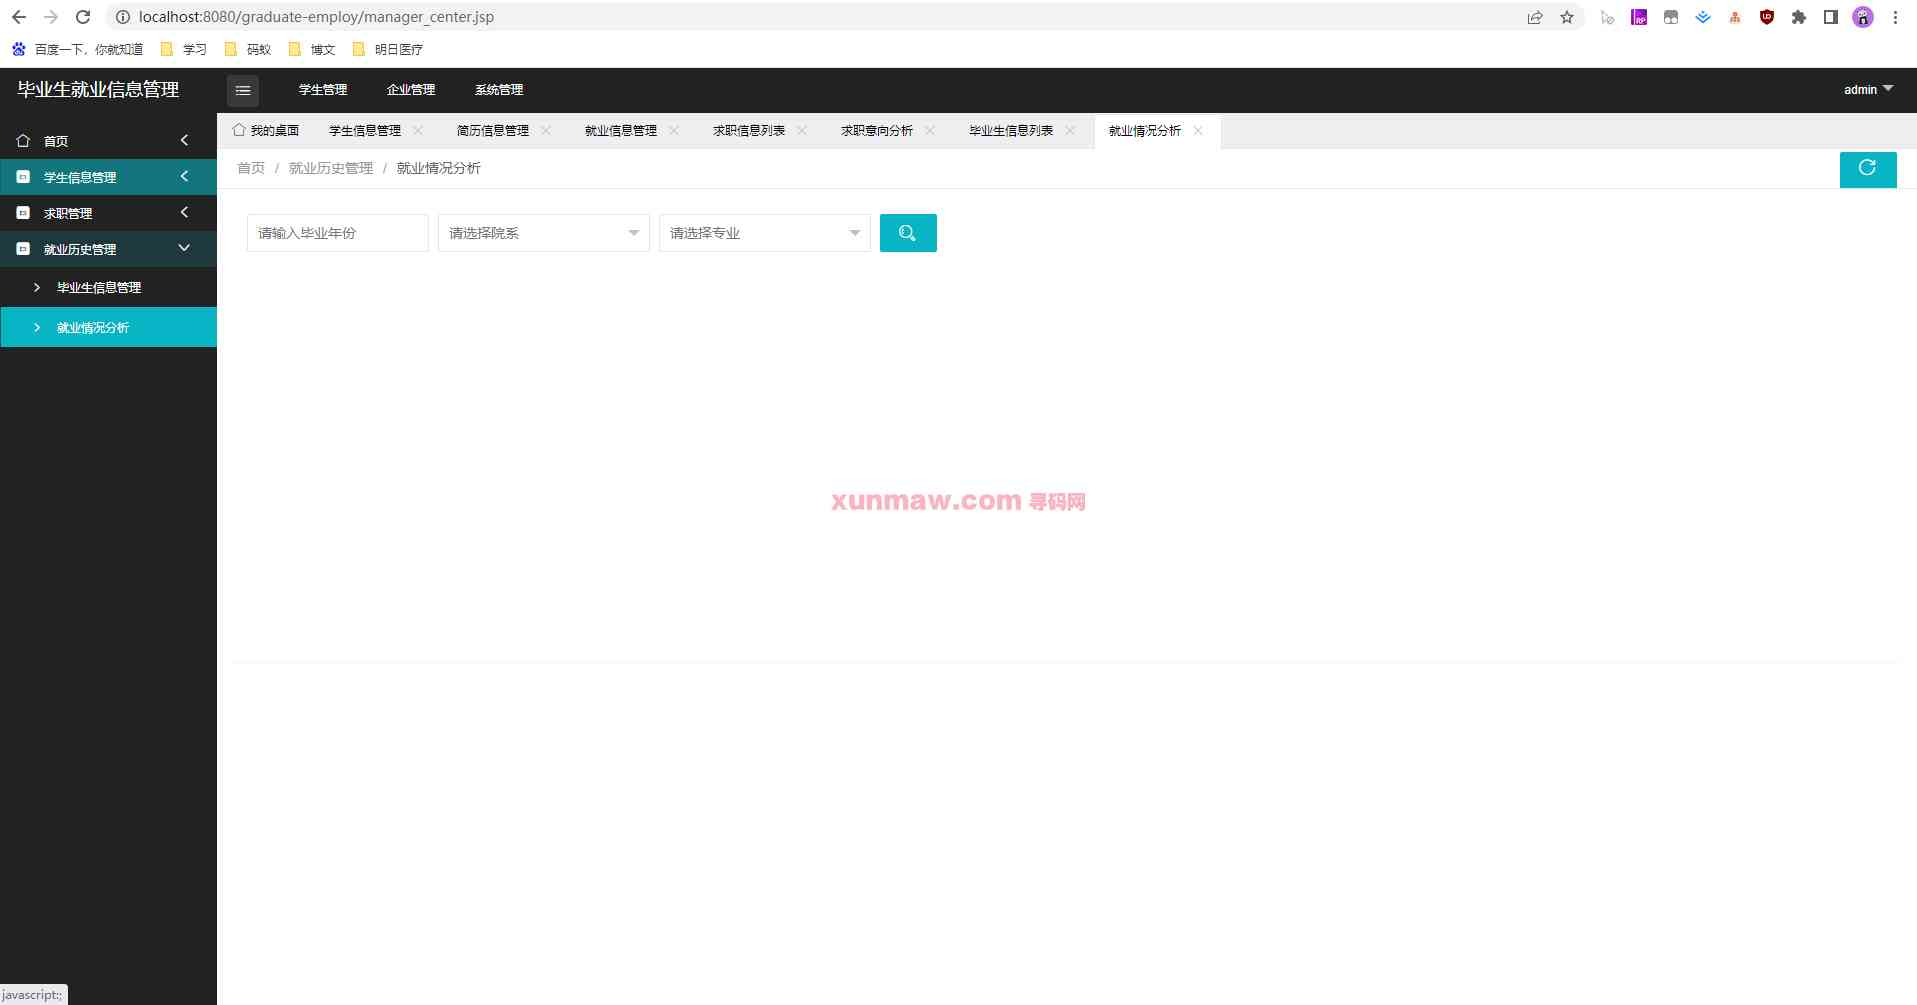 localhost:8080/graduate-employ/manager_center.jsp
百度一下，你就知道 学习 码蚁 博文 明日医疗
毕业生就业信息管理 学生管理 企业管理 系统管理 admin
我的桌面 学生信息管理 简历信息管理 就业信息管理 求职信息列表 求职意向分析 毕业生信息列表 就业情况分析
首页
首页 / 就业历史管理 / 就业情况分析
学生信息管理
求职管理
请输入毕业年份 请选择院系 请选择专业
就业历史管理
毕业生信息管理
就业情况分析
xunmaw.com 寻码网
javascript:;